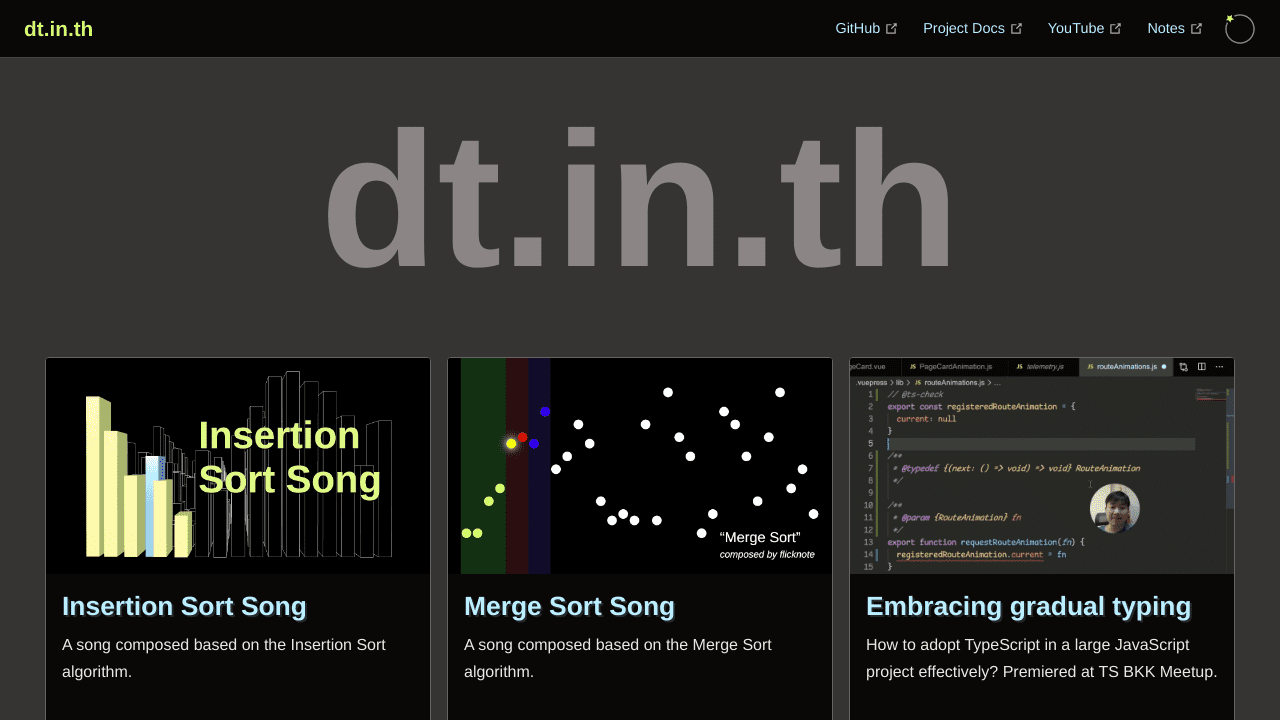 dt.in.th
GitHub
Project Docs
YouTube
Notes
dt.in.th
Insertion
Sort Song
“Merge Sort”
composed by flicknote
geCard.vue
JS PageCardAnimation.js
JS telemetry.js
JS routeAnimations.js
.vuepress › lib › JS routeAnimations.js › ...
1 // @ts-check
2 export const registeredRouteAnimation = {
3 current: null
4 }
5
6 /**
7 * @typedef {(next: () => void) => void} RouteAnimation
8 */
9
10 /**
11 * @param {RouteAnimation} fn
12 */
13 export function requestRouteAnimation(fn) {
14 registeredRouteAnimation.current = fn
15 }
Insertion Sort Song
A song composed based on the Insertion Sort
algorithm.
Merge Sort Song
A song composed based on the Merge Sort
algorithm.
Embracing gradual typing
How to adopt TypeScript in a large JavaScript
project effectively? Premiered at TS BKK Meetup.